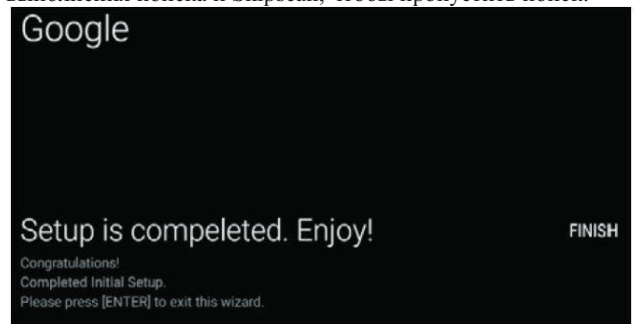 Google
Setup is compeleted. Enjoy!
FINISH
Congratulations!
Completed Initial Setup.
Please press [ENTER] to exit this wizard.